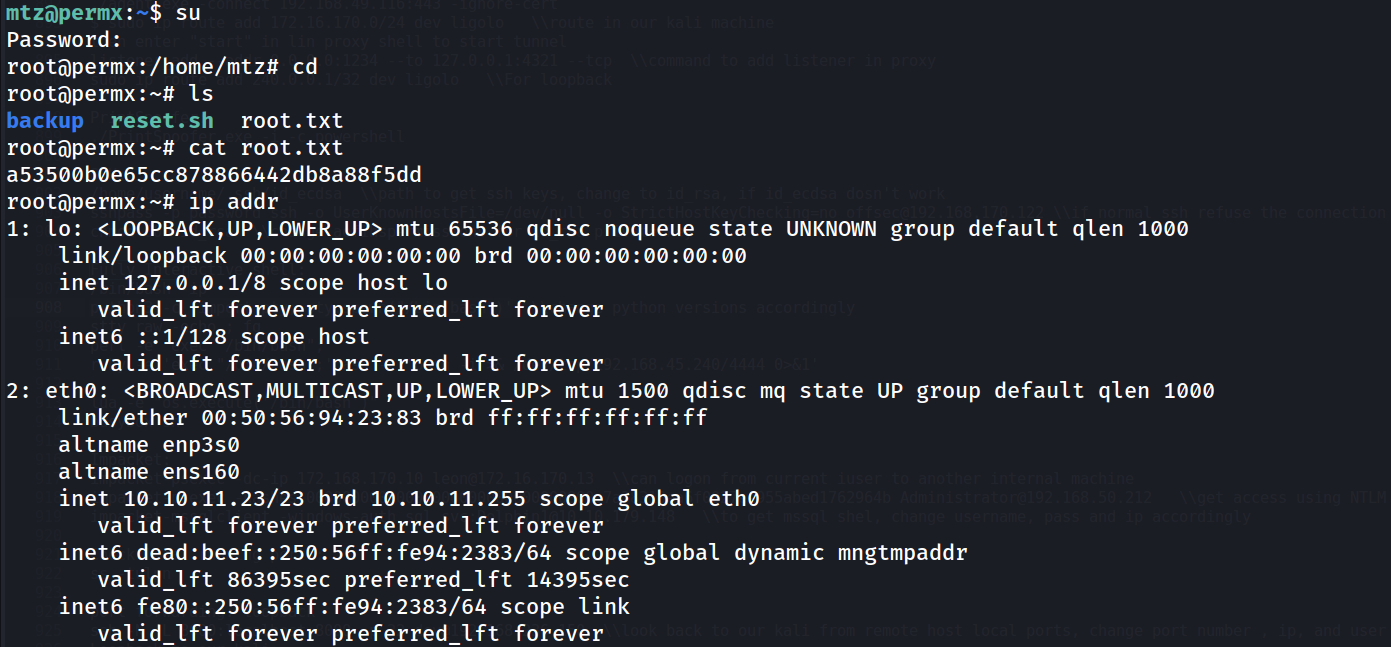 mtz@permx:~$ su
Password:
root@permx:/home/mtz# cd
root@permx:~# ls
backup  reset.sh  root.txt
root@permx:~# cat root.txt
a53500b0e65cc878866442db8a88f5dd
root@permx:~# ip addr
1: lo: <LOOPBACK,UP,LOWER_UP> mtu 65536 qdisc noqueue state UNKNOWN group default qlen 1000
    link/loopback 00:00:00:00:00:00 brd 00:00:00:00:00:00
    inet 127.0.0.1/8 scope host lo
       valid_lft forever preferred_lft forever
    inet6 ::1/128 scope host
       valid_lft forever preferred_lft forever
2: eth0: <BROADCAST,MULTICAST,UP,LOWER_UP> mtu 1500 qdisc mq state UP group default qlen 1000
    link/ether 00:50:56:94:23:83 brd ff:ff:ff:ff:ff:ff
    altname enp3s0
    altname ens160
    inet 10.10.11.23/23 brd 10.10.11.255 scope global eth0
       valid_lft forever preferred_lft forever
    inet6 dead:beef::250:56ff:fe94:2383/64 scope global dynamic mngtmpaddr
       valid_lft 86395sec preferred_lft 14395sec
    inet6 fe80::250:56ff:fe94:2383/64 scope link
       valid_lft forever preferred_lft forever